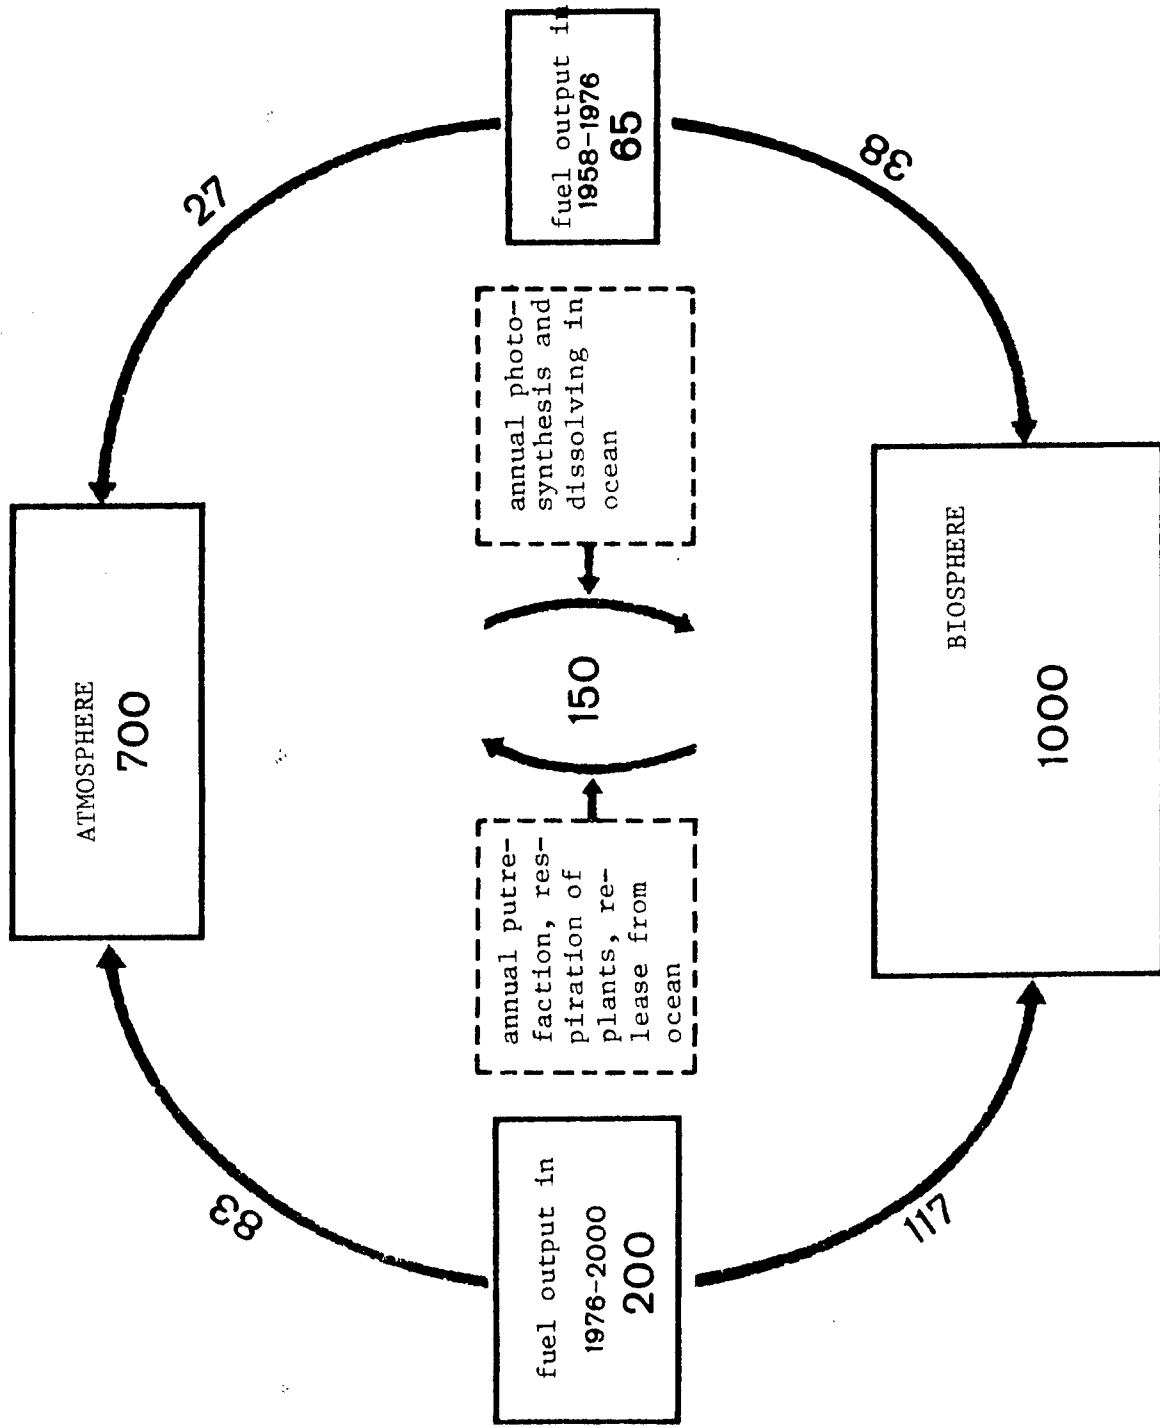 ATMOSPHERE
700
83
27
fuel output in
1976-2000
200
annual putre-
faction, res-
piration of
plants, re-
lease from
ocean
150
annual photo-
synthesis and
dissolving in
ocean
fuel output in
1958-1976
65
117
38
BIOSPHERE
1000